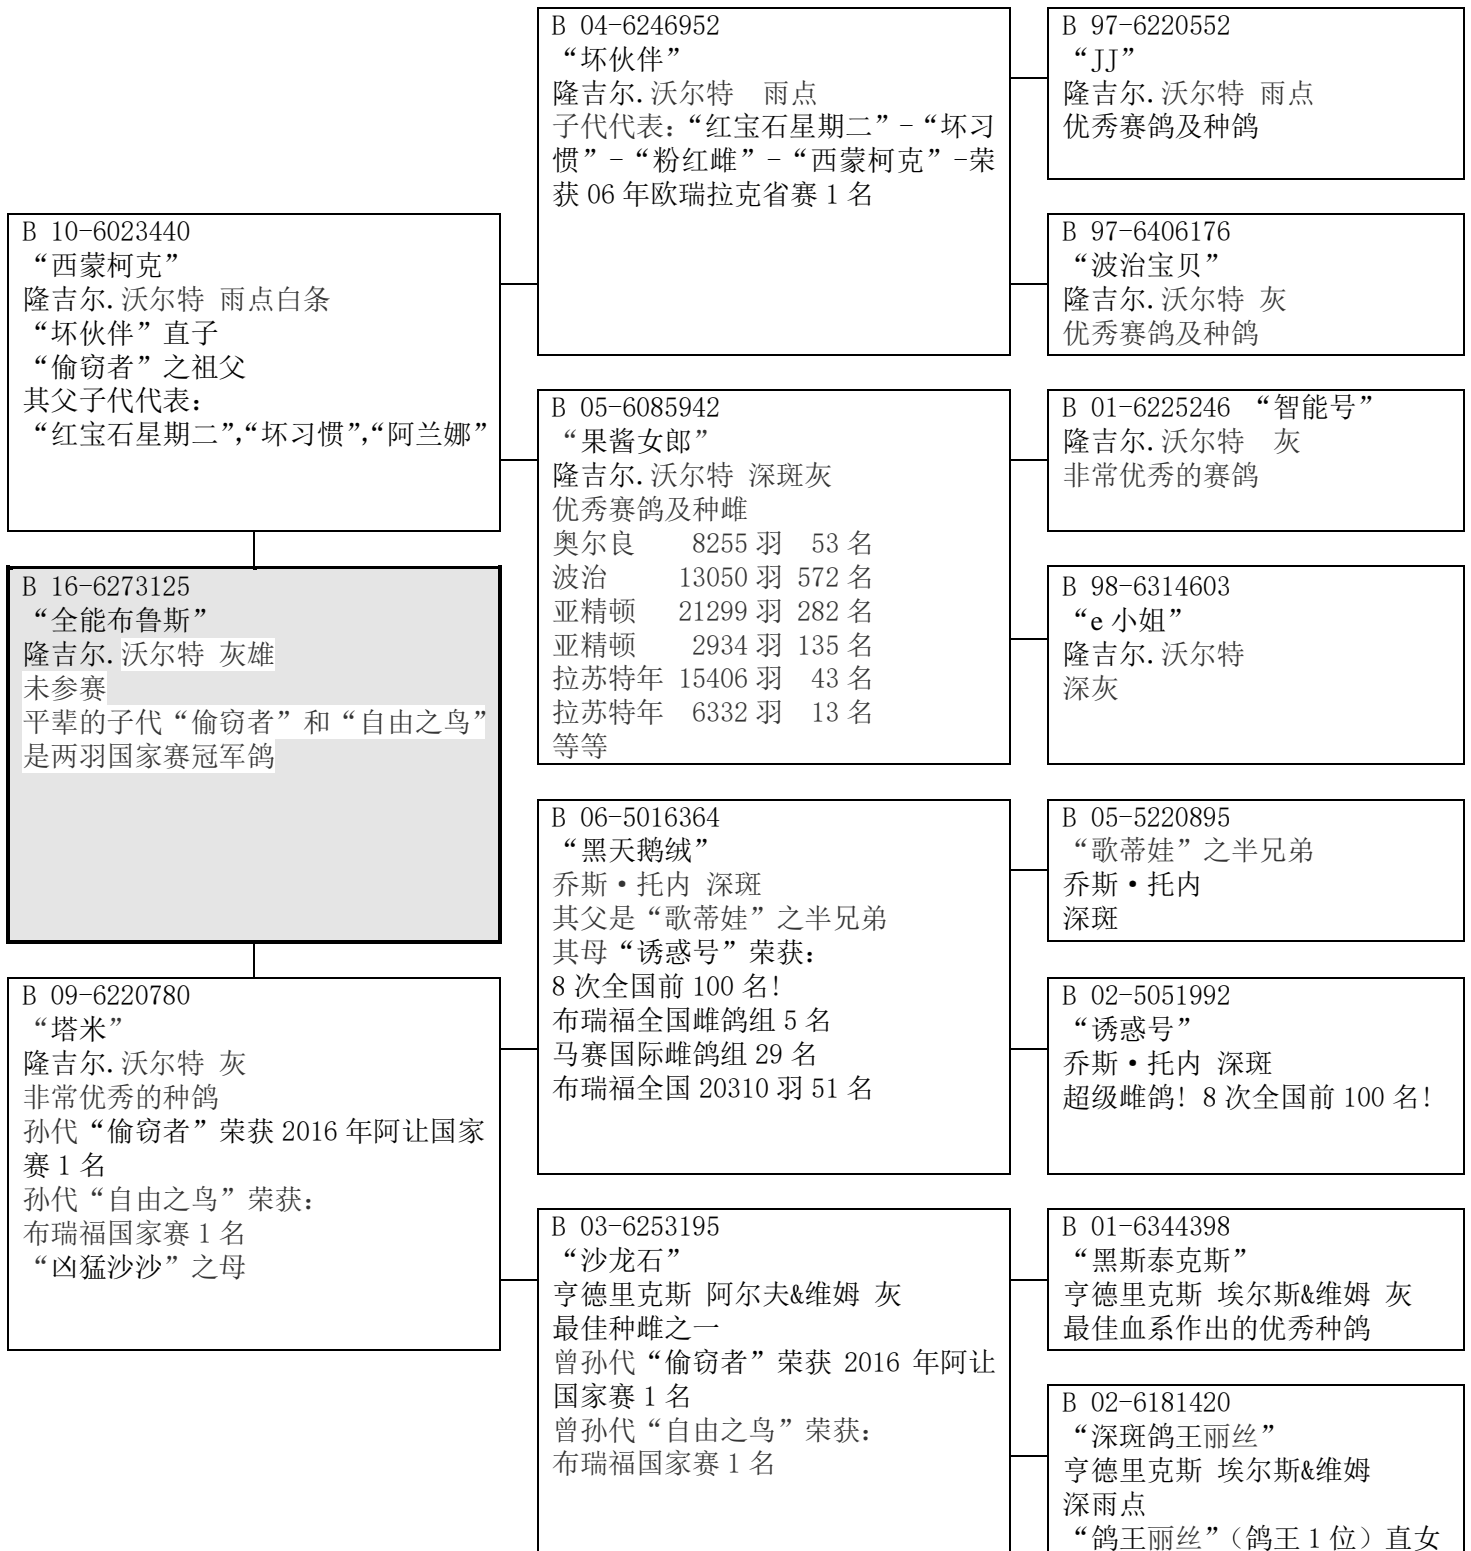 B 10-6023440
“西蒙柯克”
隆吉尔.沃尔特 雨点白条
“坏伙伴”直子
“偷窃者”之祖父
其父子代代表：
“红宝石星期二”,“坏习惯”,“阿兰娜”
B 16-6273125
“全能布鲁斯”
隆吉尔.沃尔特 灰雄
未参赛
平辈的子代“偷窃者”和“自由之鸟”
是两羽国家赛冠军鸽
B 09-6220780
“塔米”
隆吉尔.沃尔特 灰
非常优秀的种鸽
孙代“偷窃者”荣获 2016 年阿让国家
赛 1 名
孙代“自由之鸟”荣获：
布瑞福国家赛 1 名
“凶猛沙沙”之母
B 04-6246952
“坏伙伴”
隆吉尔.沃尔特 雨点
子代代表：“红宝石星期二”-“坏习
惯”-“粉红雌”-“西蒙柯克”-荣
获 06 年欧瑞拉克省赛 1 名
B 05-6085942
“果酱女郎”
隆吉尔.沃尔特 深斑灰
优秀赛鸽及种雌
奥尔良 8255 羽 53 名
波治 13050 羽 572 名
亚精顿 21299 羽 282 名
亚精顿 2934 羽 135 名
拉苏特年 15406 羽 43 名
拉苏特年 6332 羽 13 名
等等
B 06-5016364
“黑天鹅绒”
乔斯·托内 深斑
其父是“歌蒂娃”之半兄弟
其母“诱惑号”荣获：
8 次全国前 100 名！
布瑞福全国雌鸽组 5 名
马赛国际雌鸽组 29 名
布瑞福全国 20310 羽 51 名
B 03-6253195
“沙龙石”
亨德里克斯 阿尔夫&维姆 灰
最佳种雌之一
曾孙代“偷窃者”荣获 2016 年阿让
国家赛 1 名
曾孙代“自由之鸟”荣获：
布瑞福国家赛 1 名
B 97-6220552
“JJ”
隆吉尔.沃尔特 雨点
优秀赛鸽及种鸽
B 97-6406176
“波治宝贝”
隆吉尔.沃尔特 灰
优秀赛鸽及种鸽
B 01-6225246 “智能号”
隆吉尔.沃尔特 灰
非常优秀的赛鸽
B 98-6314603
“e 小姐”
隆吉尔.沃尔特
深灰
B 05-5220895
“歌蒂娃”之半兄弟
乔斯·托内
深斑
B 02-5051992
“诱惑号”
乔斯·托内 深斑
超级雌鸽！8 次全国前 100 名！
B 01-6344398
“黑斯泰克斯”
亨德里克斯 埃尔斯&维姆 灰
最佳血系作出的优秀种鸽
B 02-6181420
“深斑鸽王丽丝”
亨德里克斯 埃尔斯&维姆
深雨点
“鸽王丽丝”（鸽王 1 位）直女